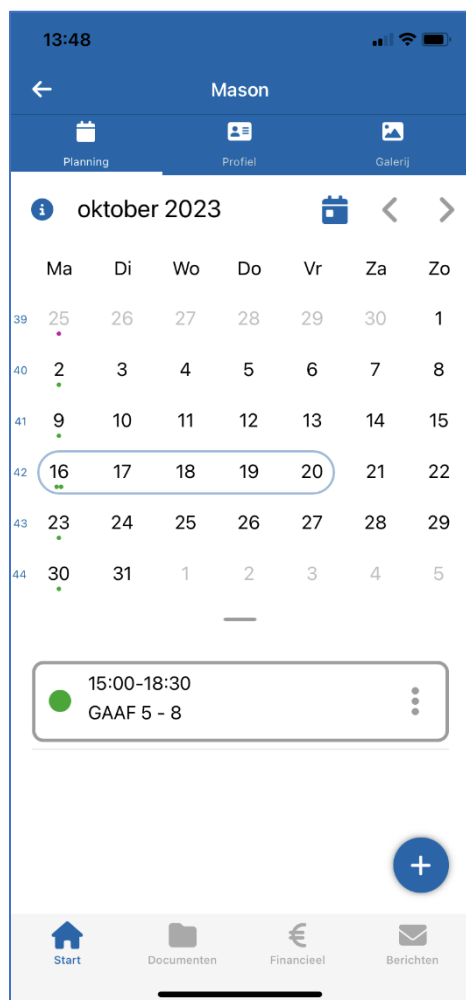 13:48
Mason
Planning Profiel Galerij
oktober 2023
Ma Di Wo Do Vr Za Zo
39 25 26 27 28 29 30 1
40 2 3 4 5 6 7 8
41 9 10 11 12 13 14 15
42 16 17 18 19 20 21 22
43 23 24 25 26 27 28 29
44 30 31 1 2 3 4 5
15:00-18:30
GAAF 5 - 8
Start Documenten Financieel Berichten